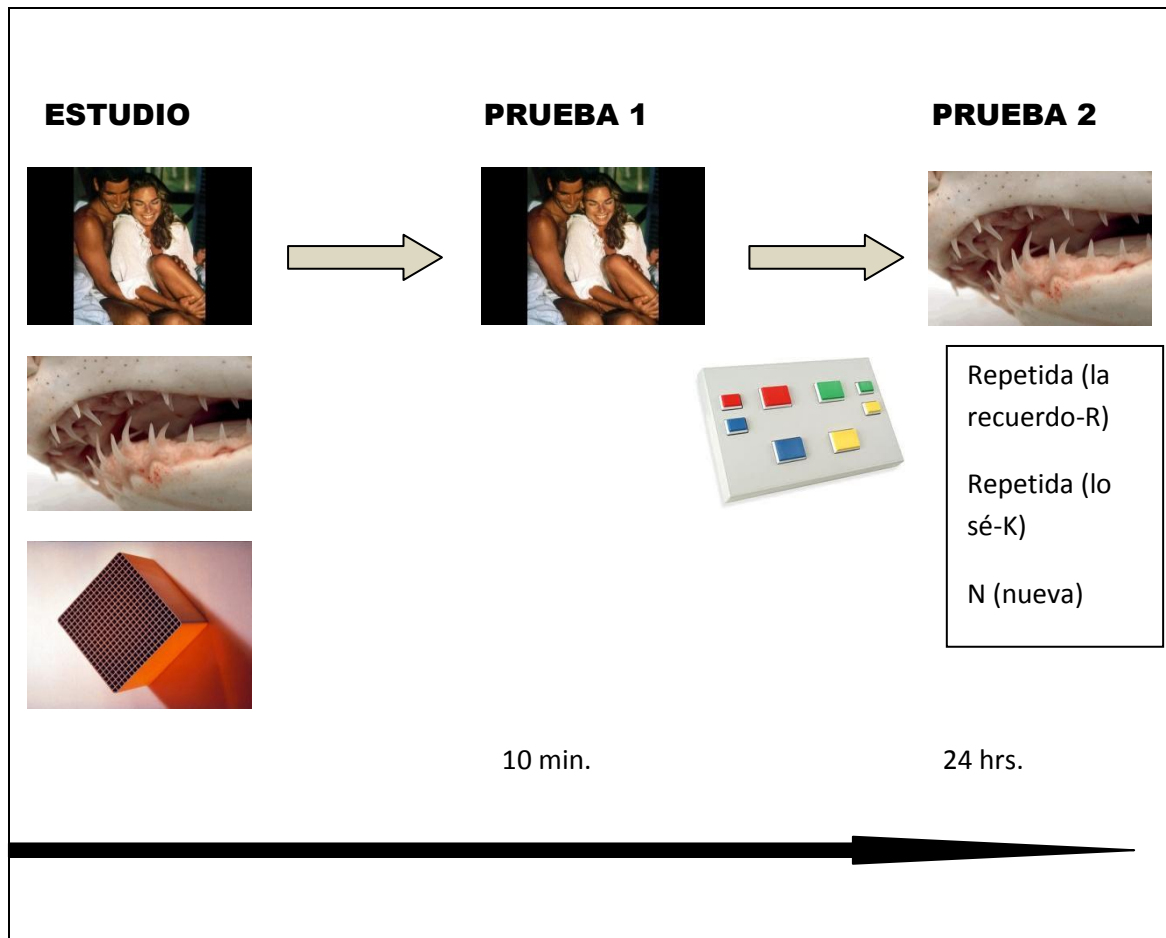 ESTUDIO
PRUEBA 1
PRUEBA 2
Repetida (la
recuerdo-R)
Repetida (lo
sé-K)
N (nueva)
10 min.
24 hrs.